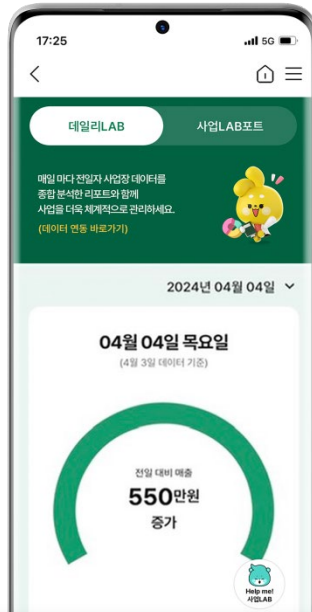 17:25
5G
데일리LAB
사업LAB포트
매일 마다 전일자 사업장 데이터를
종합 분석한 리포트와 함께
사업을 더욱 체계적으로 관리하세요.
(데이터 연동 바로가기)
2024년 04월 04일
04월 04일 목요일
(4월 3일 데이터 기준)
전일 대비 매출
550만원
증가
Help me!
사업LAB